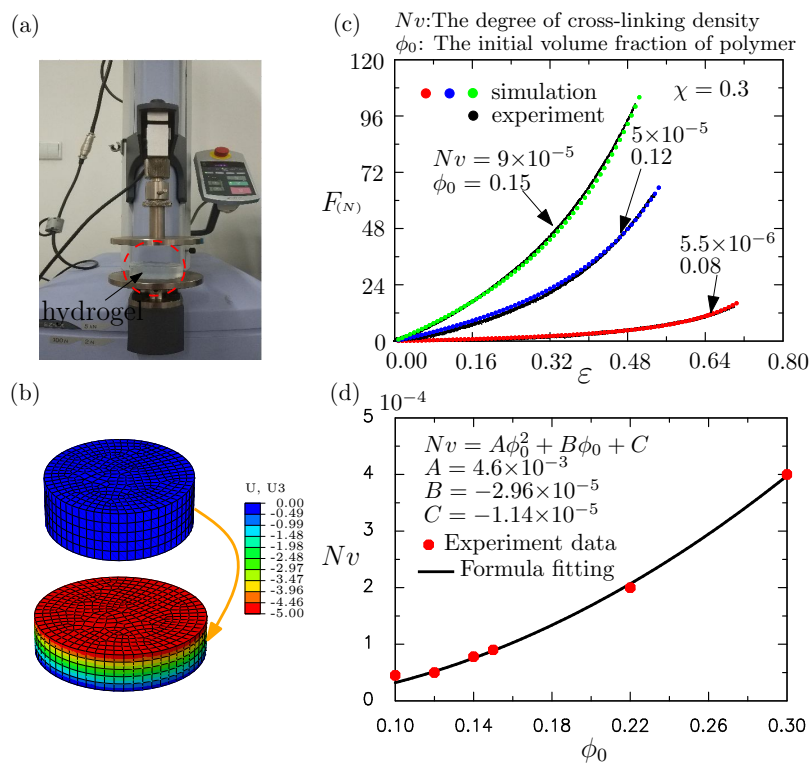 (a)
hydrogel
(b)
U, U3
0.00
-0.49
-0.99
-1.48
-1.98
-2.48
-2.97
-3.47
-3.96
-4.46
-5.00
(c)
Nv:The degree of cross-linking density
ϕ₀: The initial volume fraction of polymer
120
96
72
48
24
0
F(N)
simulation
experiment
χ = 0.3
Nv = 9×10⁻⁵
ϕ₀ = 0.15
5×10⁻⁵
0.12
5.5×10⁻⁶
0.08
0.00 0.16 0.32 0.48 0.64 0.80
ε
(d)
10⁻⁴
5
4
3
2
1
0
Nv
Nv = Aϕ₀² + Bϕ₀ + C
A = 4.6×10⁻³
B = −2.96×10⁻⁵
C = −1.14×10⁻⁵
Experiment data
Formula fitting
0.10 0.14 0.18 0.22 0.26 0.30
ϕ₀